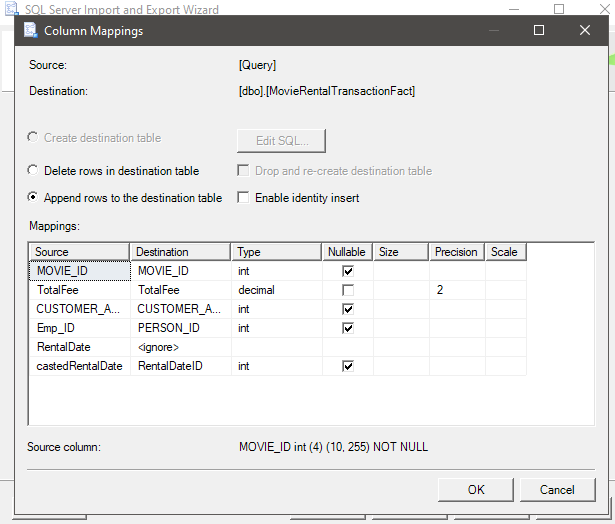 SQL Server Import and Export Wizard
Column Mappings
Source: [Query]
Destination: [dbo].[MovieRentalTransactionFact]
Create destination table Edit SQL...
Delete rows in destination table Drop and re-create destination table
Append rows to the destination table Enable identity insert
Mappings:
Source Destination Type Nullable Size Precision Scale
MOVIE_ID MOVIE_ID int
TotalFee TotalFee decimal 2
CUSTOMER_A... CUSTOMER_A... int
Emp_ID PERSON_ID int
RentalDate <ignore>
castedRentalDate RentalDateID int
Source column: MOVIE_ID int (4) (10, 255) NOT NULL
OK Cancel